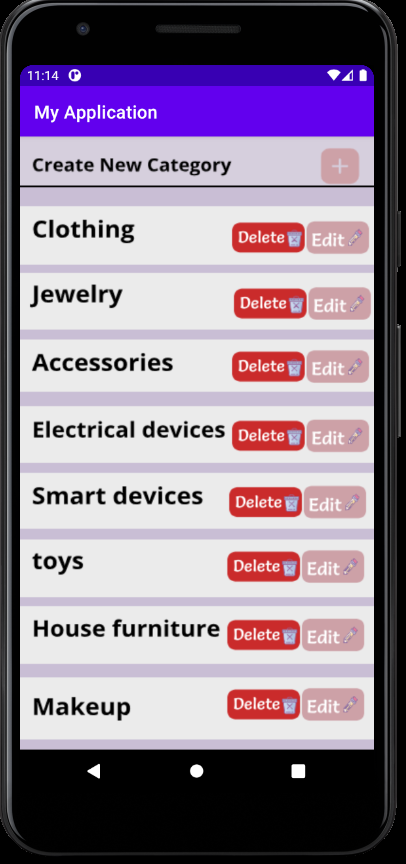 11:14
My Application
Create New Category +
Clothing Delete Edit
Jewelry Delete Edit
Accessories Delete Edit
Electrical devices Delete Edit
Smart devices Delete Edit
toys Delete Edit
House furniture Delete Edit
Makeup Delete Edit